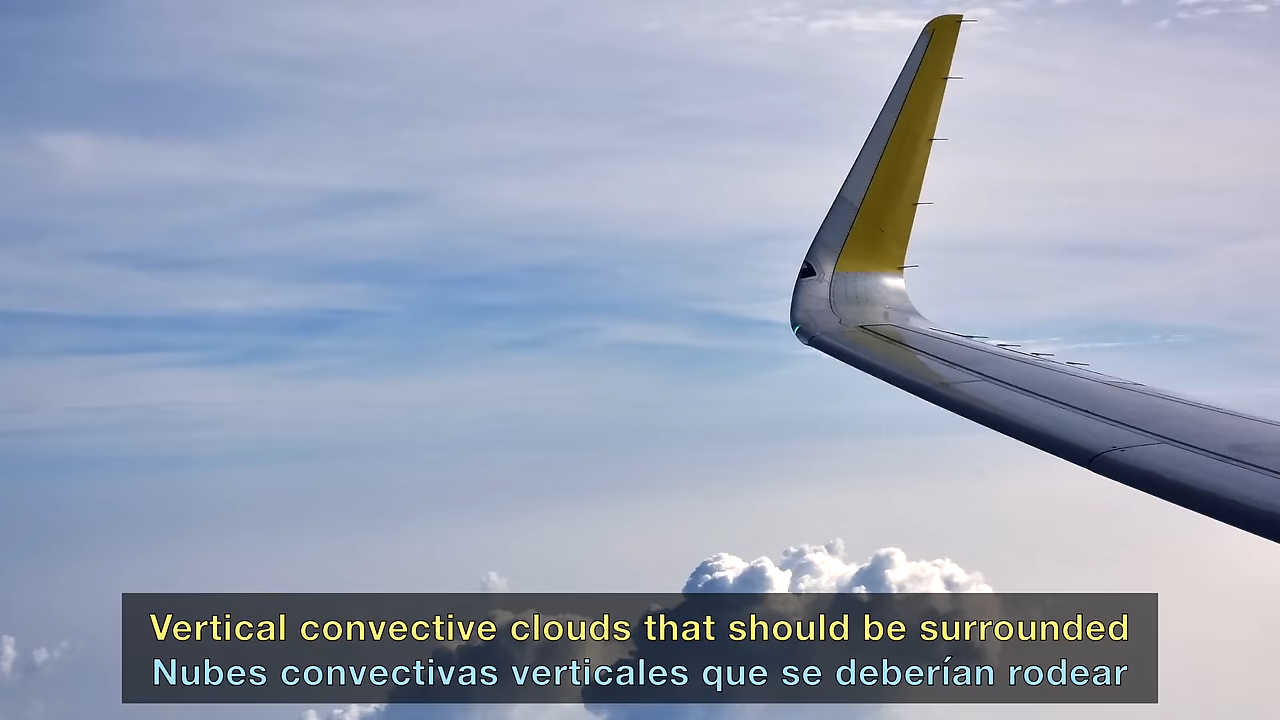 Vertical convective clouds that should be surrounded
Nubes convectivas verticales que se deberían rodear